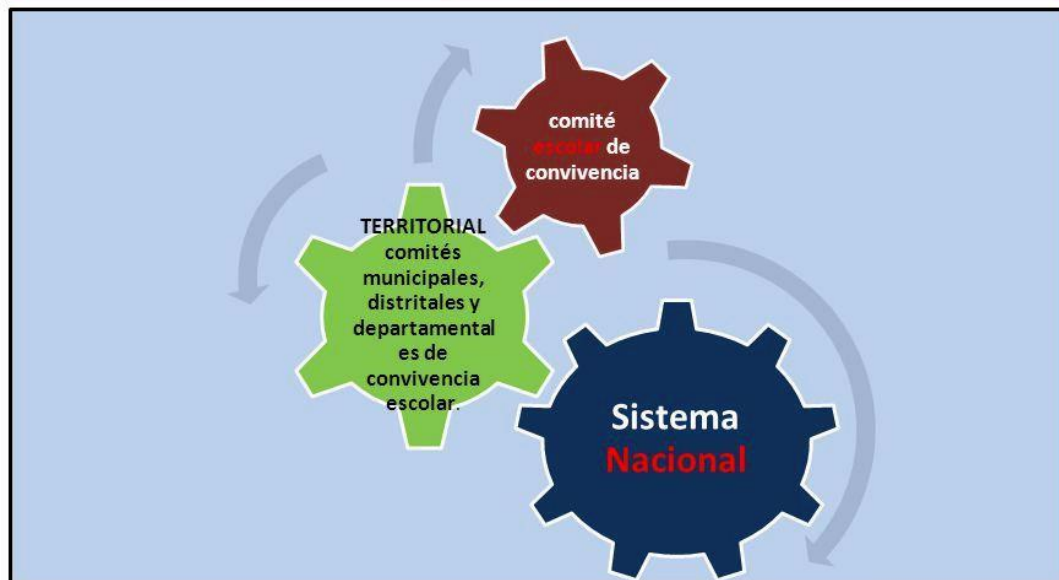 comité
escolar de
convivencia
TERRITORIAL
comités
municipales,
distritales y
departamental
es de
convivencia
escolar.
Sistema
Nacional